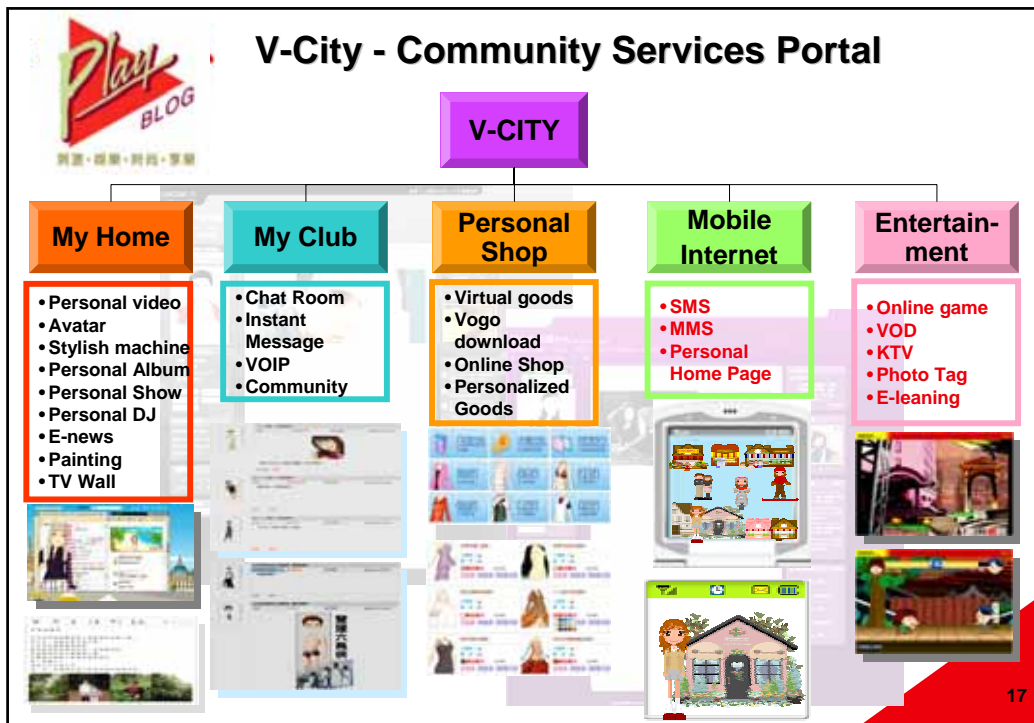 Play
BLOG
V-City - Community Services Portal
V-CITY
My Home
• Personal video
• Avatar
• Stylish machine
• Personal Album
• Personal Show
• Personal DJ
• E-news
• Painting
• TV Wall
My Club
• Chat Room
• Instant
Message
• VOIP
• Community
Personal
Shop
• Virtual goods
• Vogo
download
• Online Shop
• Personalized
Goods
Mobile
Internet
• SMS
• MMS
• Personal
Home Page
Entertain-
ment
• Online game
• VOD
• KTV
• Photo Tag
• E-leaning
17